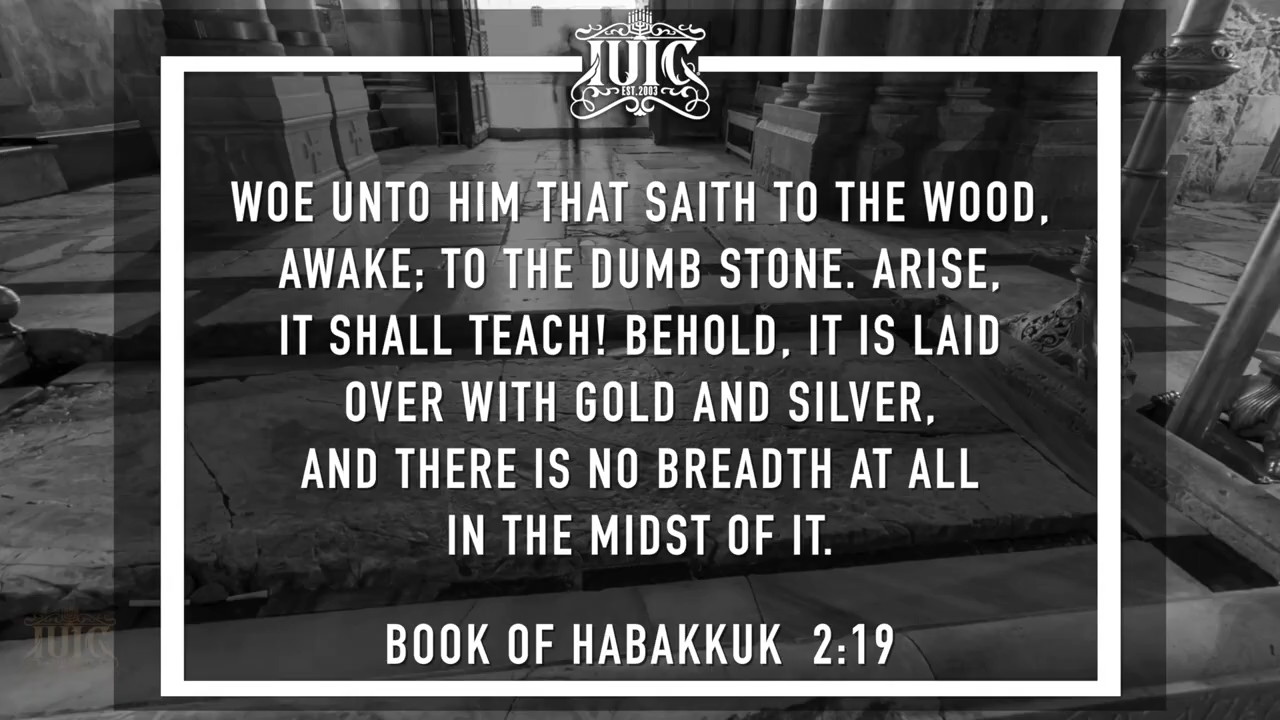 IUIC
EST. 2003
WOE UNTO HIM THAT SAITH TO THE WOOD,
AWAKE; TO THE DUMB STONE. ARISE,
IT SHALL TEACH! BEHOLD, IT IS LAID
OVER WITH GOLD AND SILVER,
AND THERE IS NO BREADTH AT ALL
IN THE MIDST OF IT.
BOOK OF HABAKKUK 2:19
IUIC